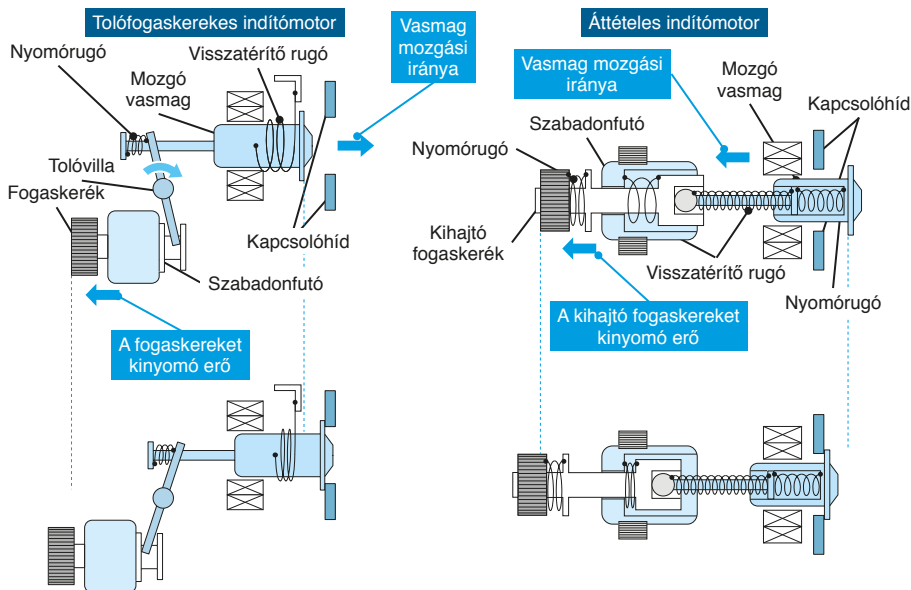 Tolófogaskerekes indítómotor
Nyomórugó
Visszatérítő rugó
Mozgó
vasmag
Vasmag
mozgási
iránya
Tolóvilla
Fogaskerék
Kapcsolóhíd
Szabadonfutó
A fogaskereket
kinyomó erő
Áttételes indítómotor
Vasmag mozgási
iránya
Mozgó
vasmag
Kapcsolóhíd
Szabadonfutó
Nyomórugó
Kihajtó
fogaskerék
Visszatérítő rugó
Nyomórugó
A kihajtó fogaskereket
kinyomó erő